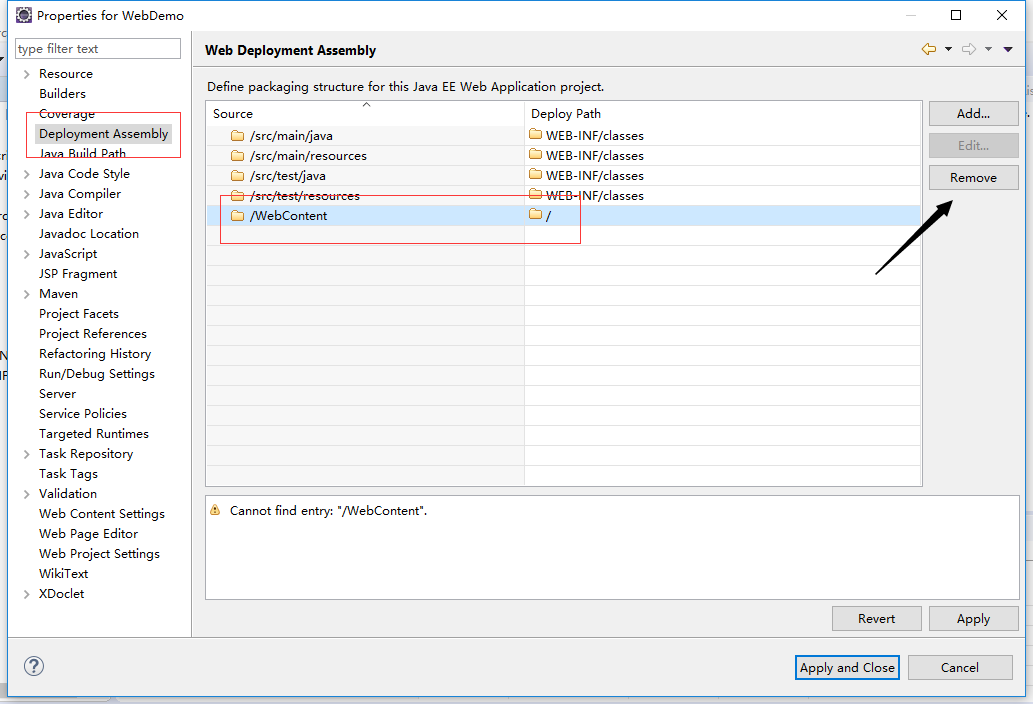 Properties for WebDemo
type filter text
Resource
Builders
Coverage
Deployment Assembly
Java Build Path
Java Code Style
Java Compiler
Java Editor
Javadoc Location
JavaScript
JSP Fragment
Maven
Project Facets
Project References
Refactoring History
Run/Debug Settings
Server
Service Policies
Targeted Runtimes
Task Repository
Task Tags
Validation
Web Content Settings
Web Page Editor
Web Project Settings
WikiText
XDoclet
Web Deployment Assembly
Define packaging structure for this Java EE Web Application project.
Source Deploy Path
/src/main/java WEB-INF/classes
/src/main/resources WEB-INF/classes
/src/test/java WEB-INF/classes
/src/test/resources WEB-INF/classes
/WebContent /
Add...
Edit...
Remove
Cannot find entry: "/WebContent".
Revert Apply
Apply and Close Cancel